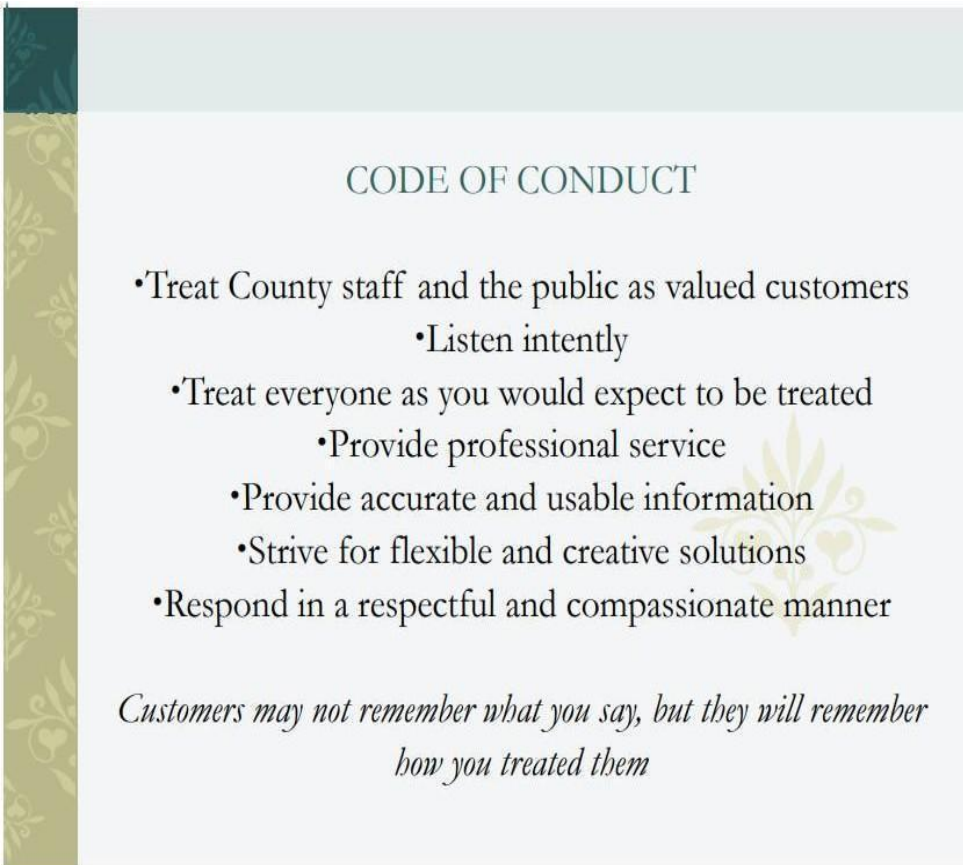 CODE OF CONDUCT
•Treat County staff and the public as valued customers
•Listen intently
•Treat everyone as you would expect to be treated
•Provide professional service
•Provide accurate and usable information
•Strive for flexible and creative solutions
•Respond in a respectful and compassionate manner
Customers may not remember what you say, but they will remember
how you treated them